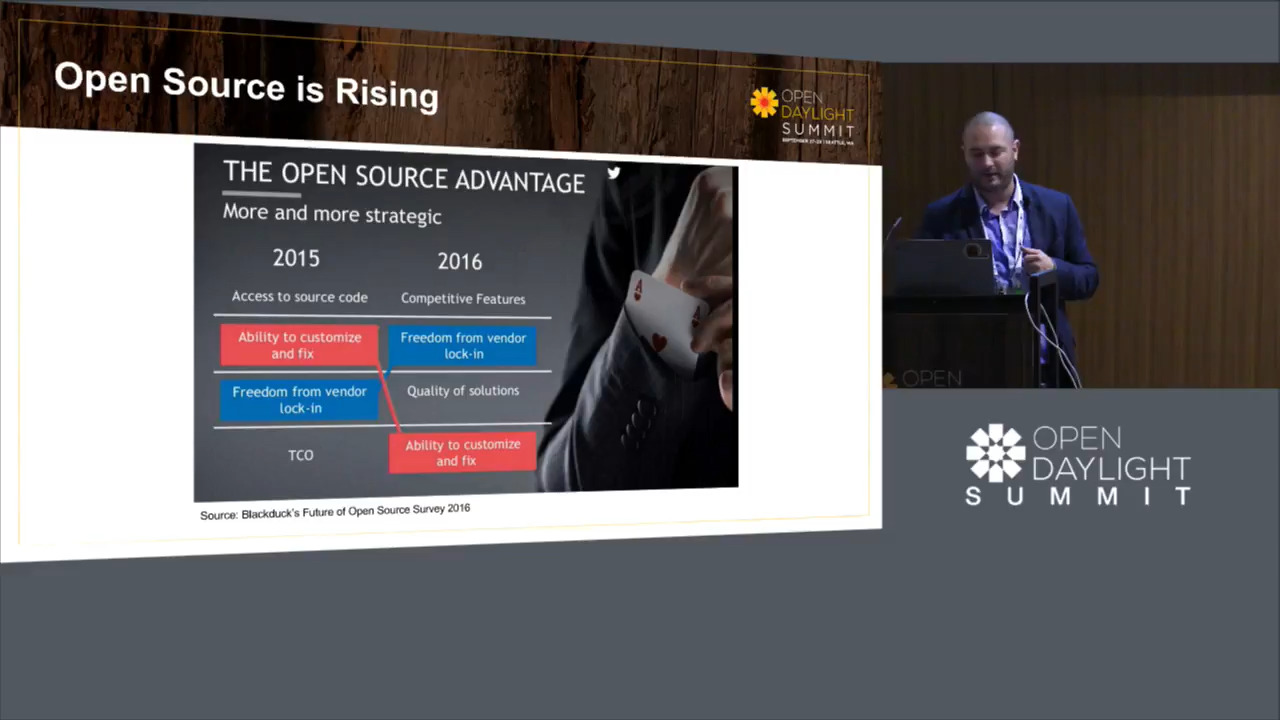 Open Source is Rising
OPEN
DAYLIGHT
SUMMIT
THE OPEN SOURCE ADVANTAGE
More and more strategic
2015
2016
Access to source code
Competitive Features
Ability to customize
and fix
Freedom from vendor
lock-in
Freedom from vendor
lock-in
Quality of solutions
TCO
Ability to customize
and fix
A
A
Source: Blackduck's Future of Open Source Survey 2016
OPEN
OPEN
DAYLIGHT
SUMMIT